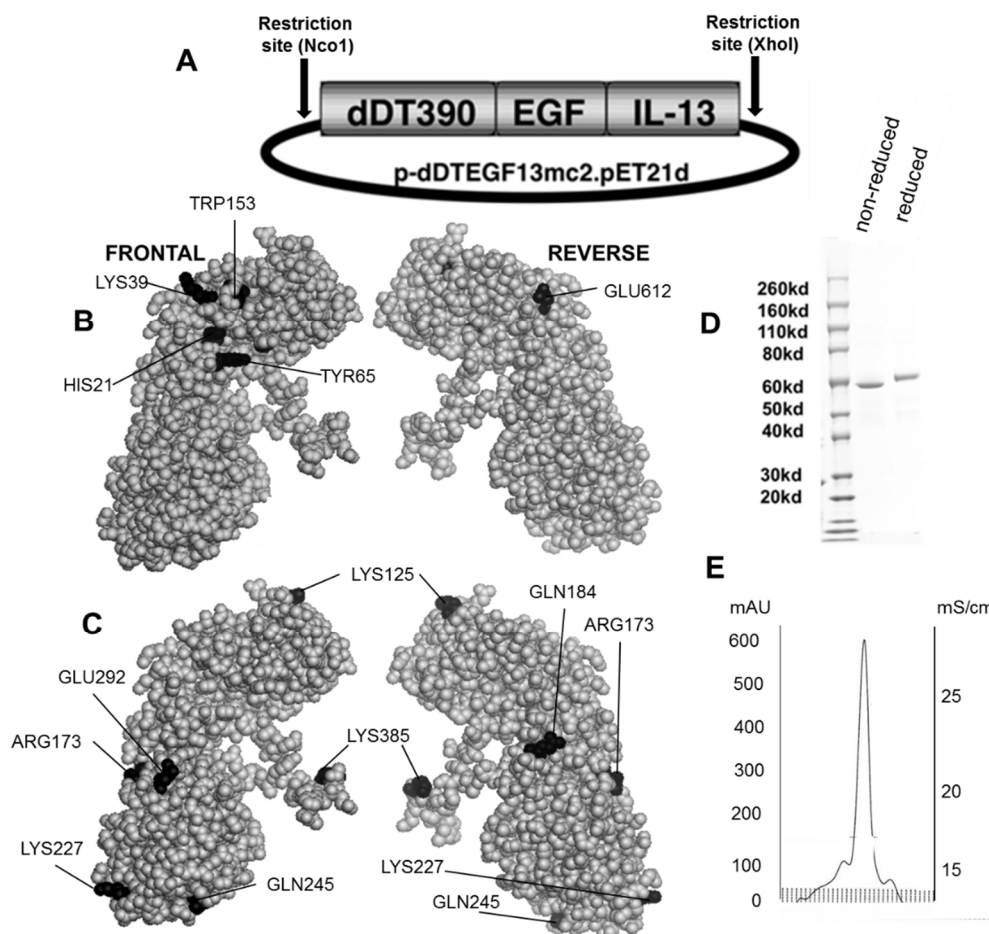 Restriction
site (Nco1)
Restriction
site (XhoI)
A
dDT390
EGF
IL-13
p-dDTEGF13mc2.pET21d
non-reduced
reduced
TRP153
FRONTAL
REVERSE
LYS39
GLU612
B
HIS21
TYR65
D
260kd
160kd
110kd
80kd
60kd
50kd
40kd
30kd
20kd
LYS125
GLN184
ARG173
C
GLU292
ARG173
LYS385
LYS227
GLN245
LYS227
GLN245
E
mAU
mS/cm
600
500
400
300
200
100
0
25
20
15